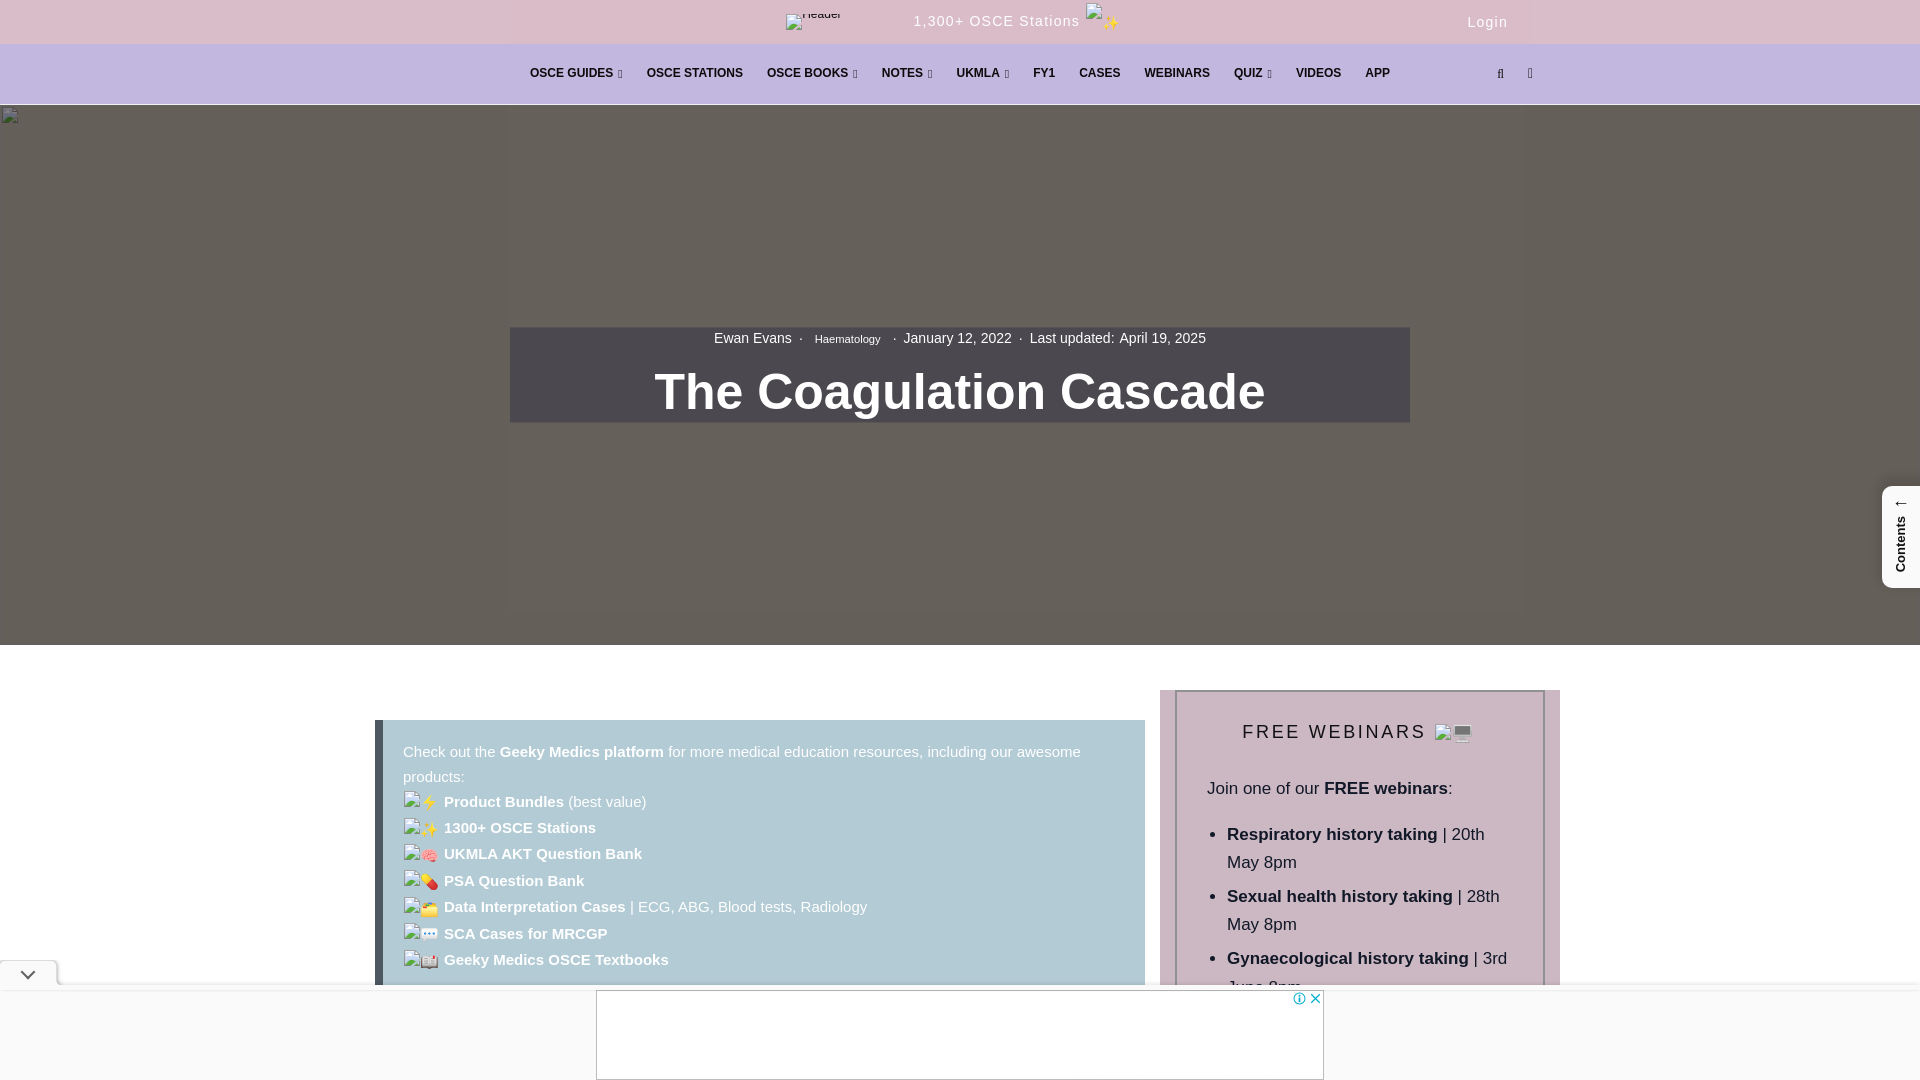 Header
1,300+ OSCE Stations ✨
Login
OSCE GUIDES OSCE STATIONS OSCE BOOKS NOTES UKMLA FY1 CASES WEBINARS QUIZ VIDEOS APP
Ewan Evans · Haematology · January 12, 2022 · Last updated: April 19, 2025
The Coagulation Cascade
← Contents
Check out the Geeky Medics platform for more medical education resources, including our awesome
products:
⚡ Product Bundles (best value)
✨ 1300+ OSCE Stations
🧠 UKMLA AKT Question Bank
💊 PSA Question Bank
🗂️ Data Interpretation Cases | ECG, ABG, Blood tests, Radiology
💬 SCA Cases for MRCGP
📖 Geeky Medics OSCE Textbooks
FREE WEBINARS 🖥️
Join one of our FREE webinars:
• Respiratory history taking | 20th
May 8pm
• Sexual health history taking | 28th
May 8pm
• Gynaecological history taking | 3rd
June 8pm